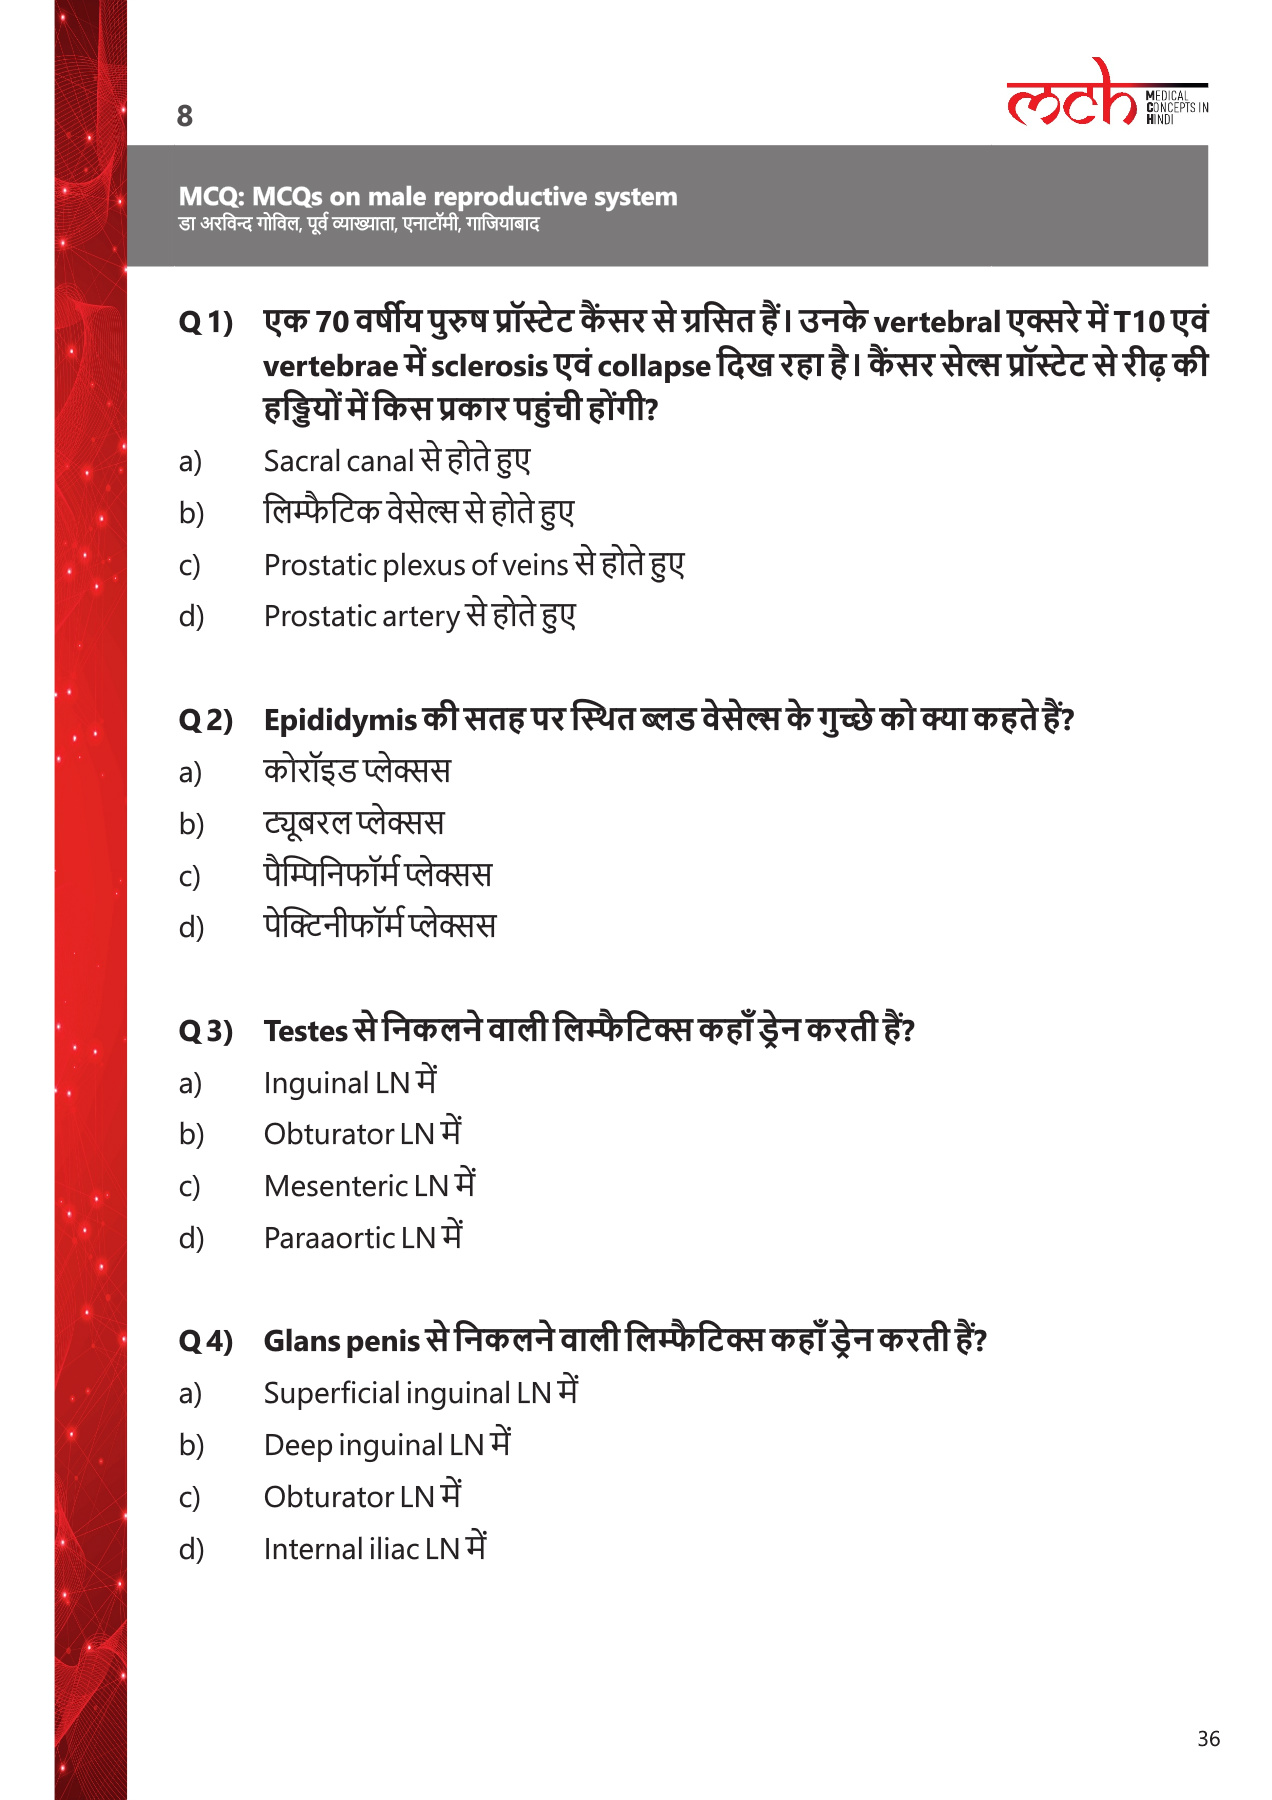 8
mch
MEDICAL
CONCEPTS IN
HINDI
MCQ: MCQs on male reproductive system
डा अरविन्द गोविल, पूर्व व्याख्याता, एनाटॉमी, गाजियाबाद
Q 1) एक 70 वर्षीय पुरुष प्रॉस्टेट कैंसर से ग्रसित हैं। उनके vertebral एक्सरे में T10 एवं
vertebrae में sclerosis एवं collapse दिख रहा है। कैंसर सेल्स प्रॉस्टेट से रीढ़ की
हड्डियों में किस प्रकार पहुंची होंगी?
a) Sacral canal से होते हुए
b) लिम्फैटिक वेसेल्स से होते हुए
c) Prostatic plexus of veins से होते हुए
d) Prostatic artery से होते हुए
Q 2) Epididymis की सतह पर स्थित ब्लड वेसेल्स के गुच्छे को क्या कहते हैं?
a) कोरॉइड प्लेक्सस
b) ट्यूबरल प्लेक्सस
c) पैम्पिनिफॉर्म प्लेक्सस
d) पेक्टिनीफॉर्म प्लेक्सस
Q 3) Testes से निकलने वाली लिम्फैटिक्स कहाँ ड्रेन करती हैं?
a) Inguinal LN में
b) Obturator LN में
c) Mesenteric LN में
d) Paraaortic LN में
Q 4) Glans penis से निकलने वाली लिम्फैटिक्स कहाँ ड्रेन करती हैं?
a) Superficial inguinal LN में
b) Deep inguinal LN में
c) Obturator LN में
d) Internal iliac LN में
36